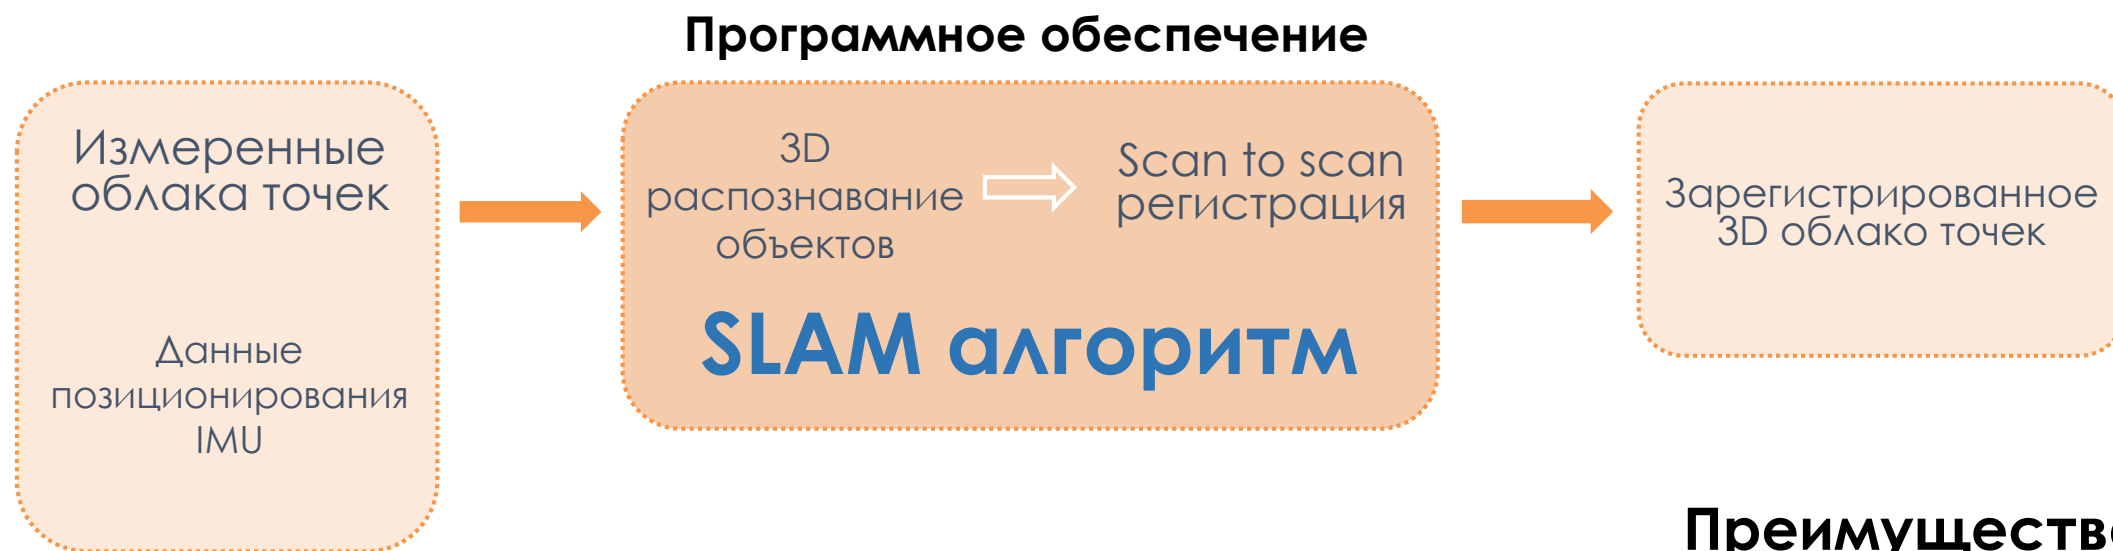 Программное обеспечение
Измеренные
облака точек
Данные
позиционирования
IMU
3D
распознавание
объектов
Scan to scan
регистрация
SLAM алгоритм
Зарегистрированное
3D облако точек
Преимущества